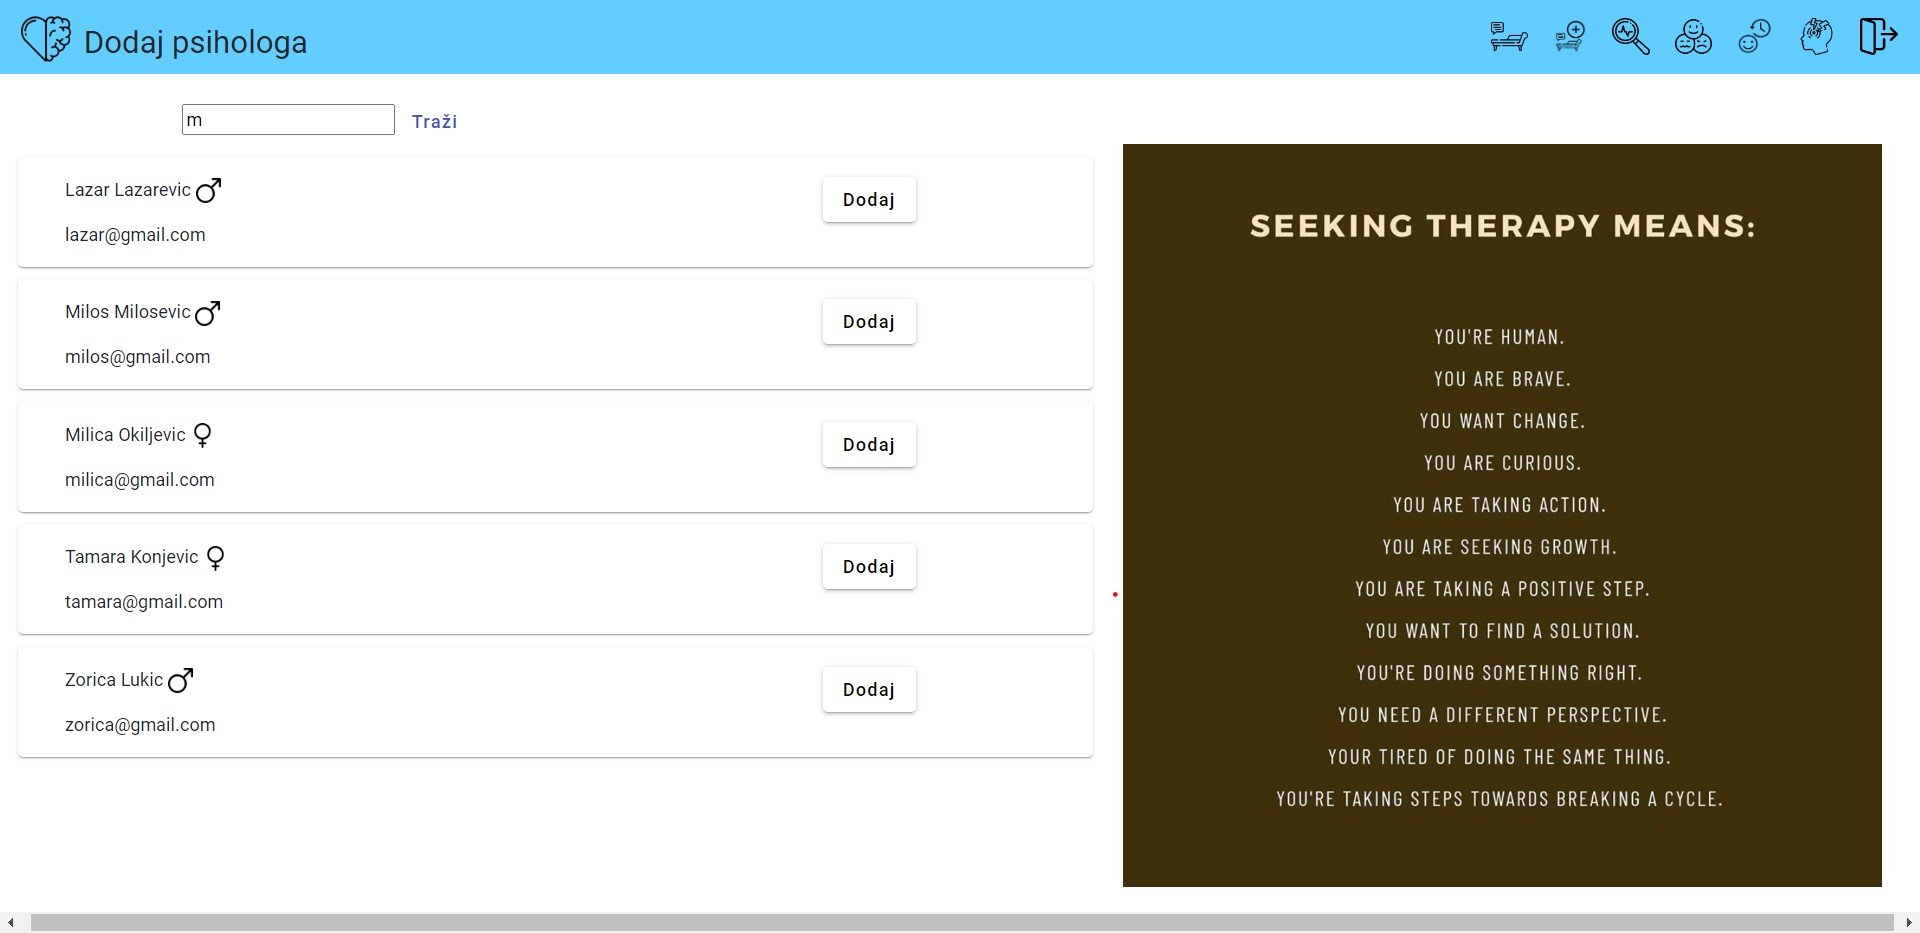 Dodaj psihologa
m
Traži
Lazar Lazarevic
Dodaj
lazar@gmail.com
Milos Milosevic
Dodaj
milos@gmail.com
Milica Okiljevic
Dodaj
milica@gmail.com
Tamara Konjevic
Dodaj
tamara@gmail.com
Zorica Lukic
Dodaj
zorica@gmail.com
SEEKING THERAPY MEANS:
YOU'RE HUMAN.
YOU ARE BRAVE.
YOU WANT CHANGE.
YOU ARE CURIOUS.
YOU ARE TAKING ACTION.
YOU ARE SEEKING GROWTH.
YOU ARE TAKING A POSITIVE STEP.
YOU WANT TO FIND A SOLUTION.
YOU'RE DOING SOMETHING RIGHT.
YOU NEED A DIFFERENT PERSPECTIVE.
YOUR TIRED OF DOING THE SAME THING.
YOU'RE TAKING STEPS TOWARDS BREAKING A CYCLE.